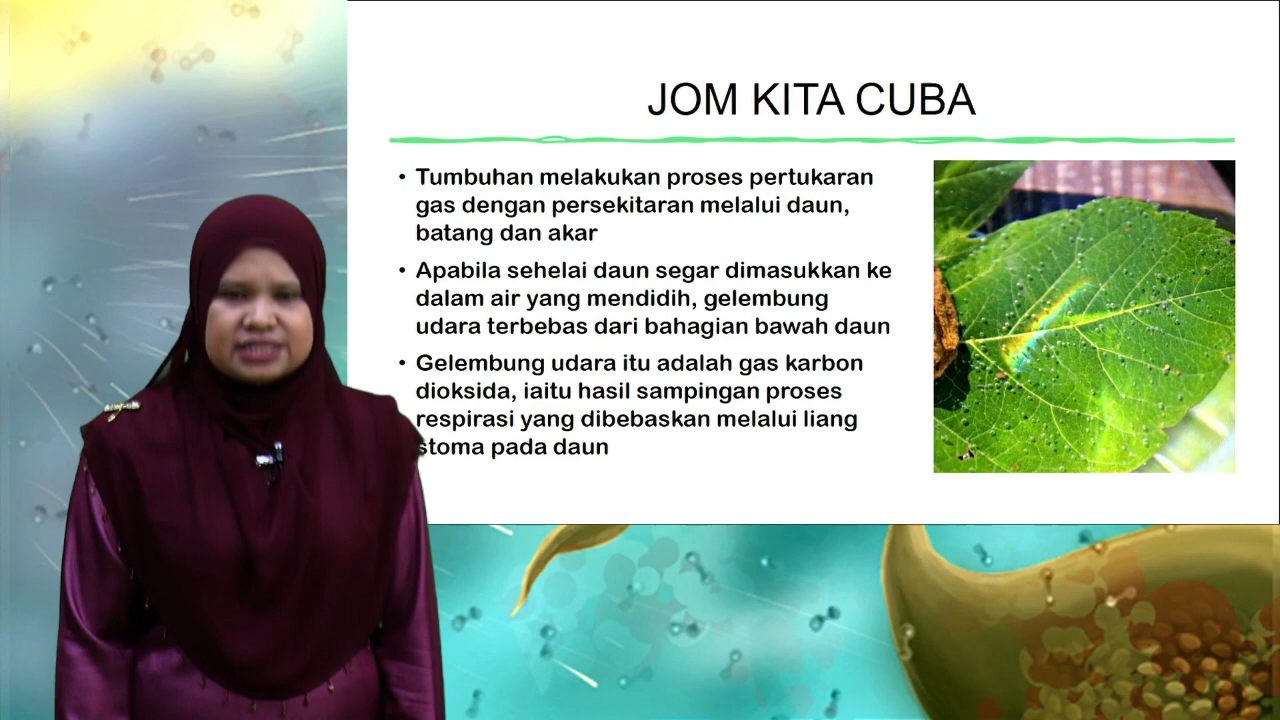 JOM KITA CUBA
• Tumbuhan melakukan proses pertukaran
gas dengan persekitaran melalui daun,
batang dan akar
• Apabila sehelai daun segar dimasukkan ke
dalam air yang mendidih, gelembung
udara terbebas dari bahagian bawah daun
• Gelembung udara itu adalah gas karbon
dioksida, iaitu hasil sampingan proses
respirasi yang dibebaskan melalui liang
stoma pada daun